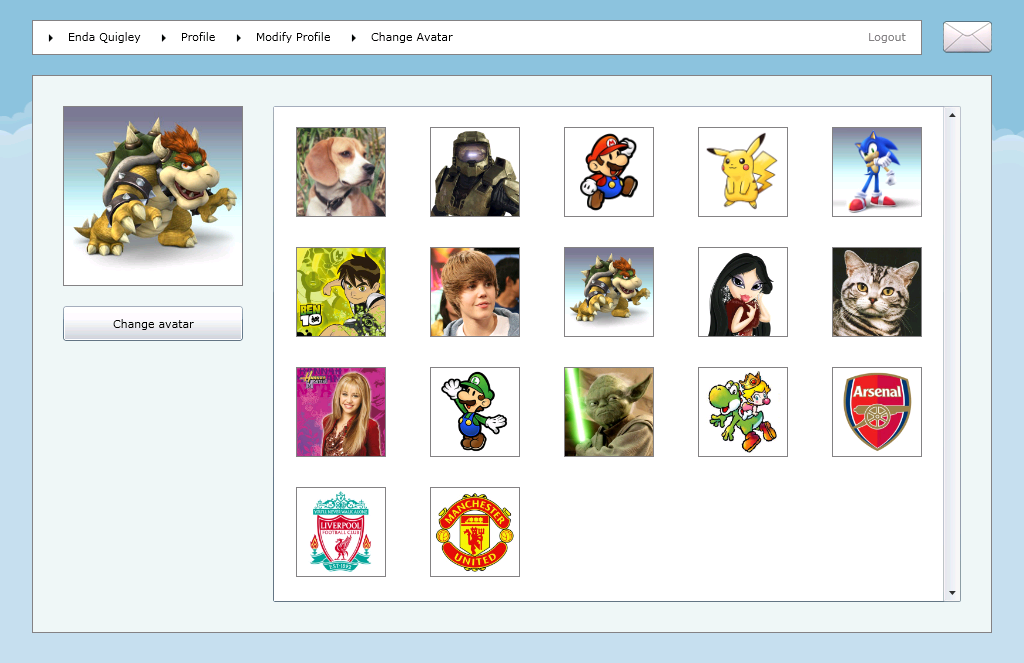 Enda Quigley
Profile
Modify Profile
Change Avatar
Logout
Change avatar
BEN
10
Hannah
Montana
Arsenal
YOU'LL NEVER WALK ALONE
LIVERPOOL
FOOTBALL CLUB
EST·1892
MANCHESTER
UNITED